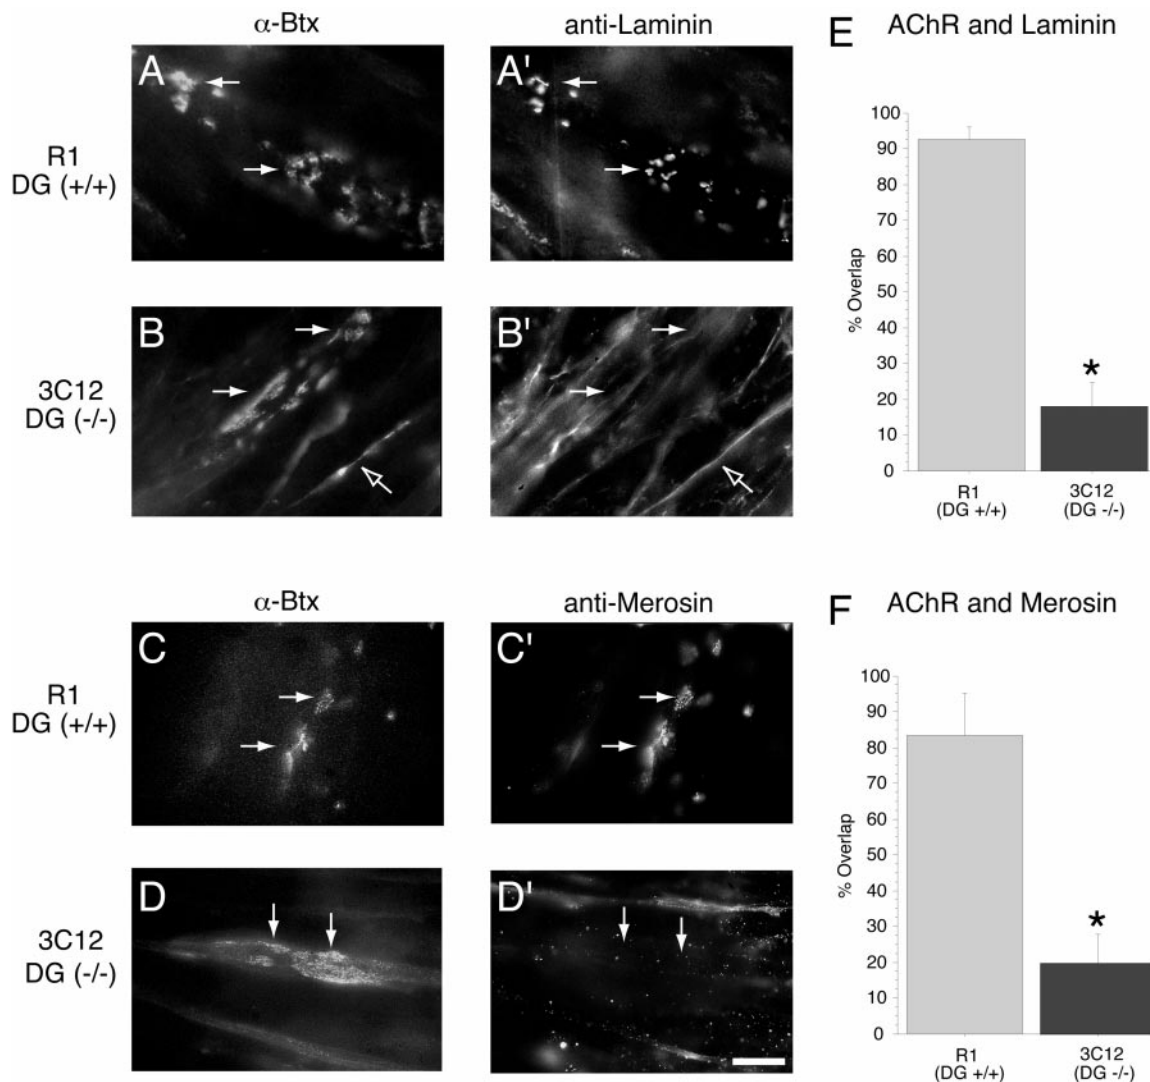 α-Btx
anti-Laminin
R1
DG (+/+)
A
A'
3C12
DG (-/-)
B
B'
E AChR and Laminin
100
90
80
70
60
50
40
30
20
10
0
% Overlap
*
R1
(DG +/+)
3C12
(DG -/-)
α-Btx
anti-Merosin
R1
DG (+/+)
C
C'
3C12
DG (-/-)
D
D'
F AChR and Merosin
100
90
80
70
60
50
40
30
20
10
0
% Overlap
*
R1
(DG +/+)
3C12
(DG -/-)